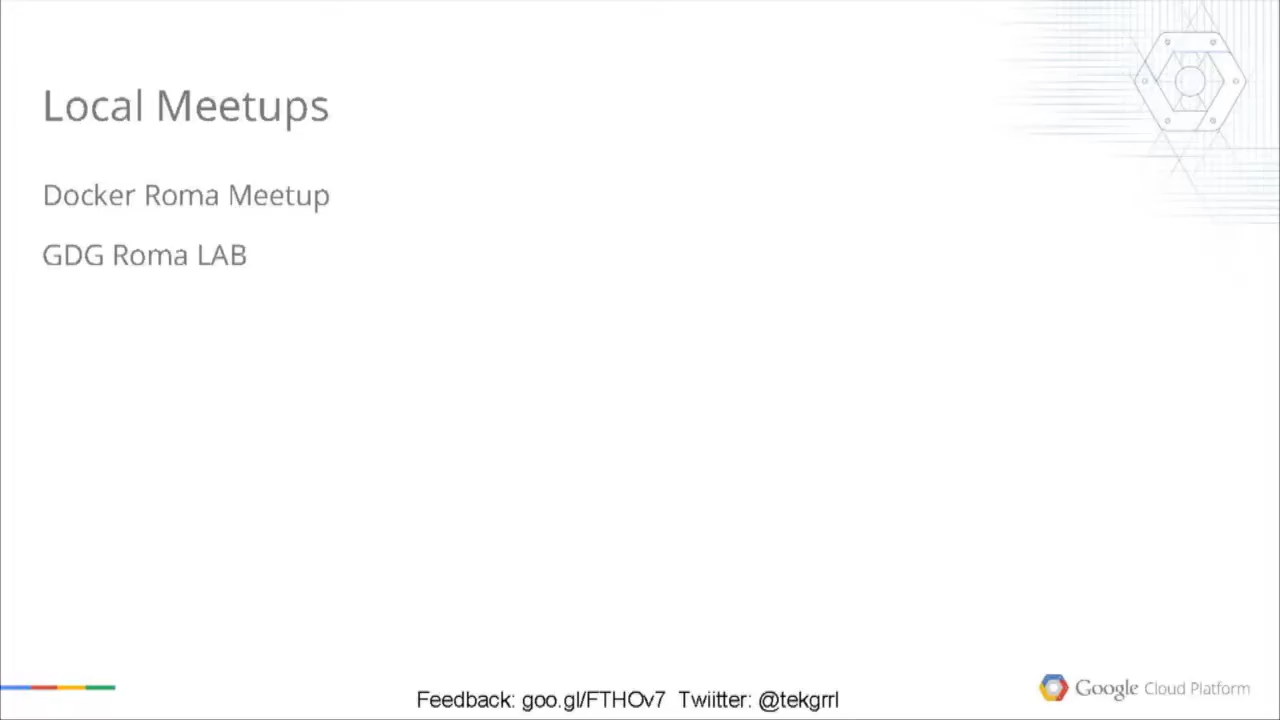 Local Meetups
Docker Roma Meetup
GDG Roma LAB
Feedback: goo.gl/FTHOv7 Twiitter: @tekgrrl
Google Cloud Platform